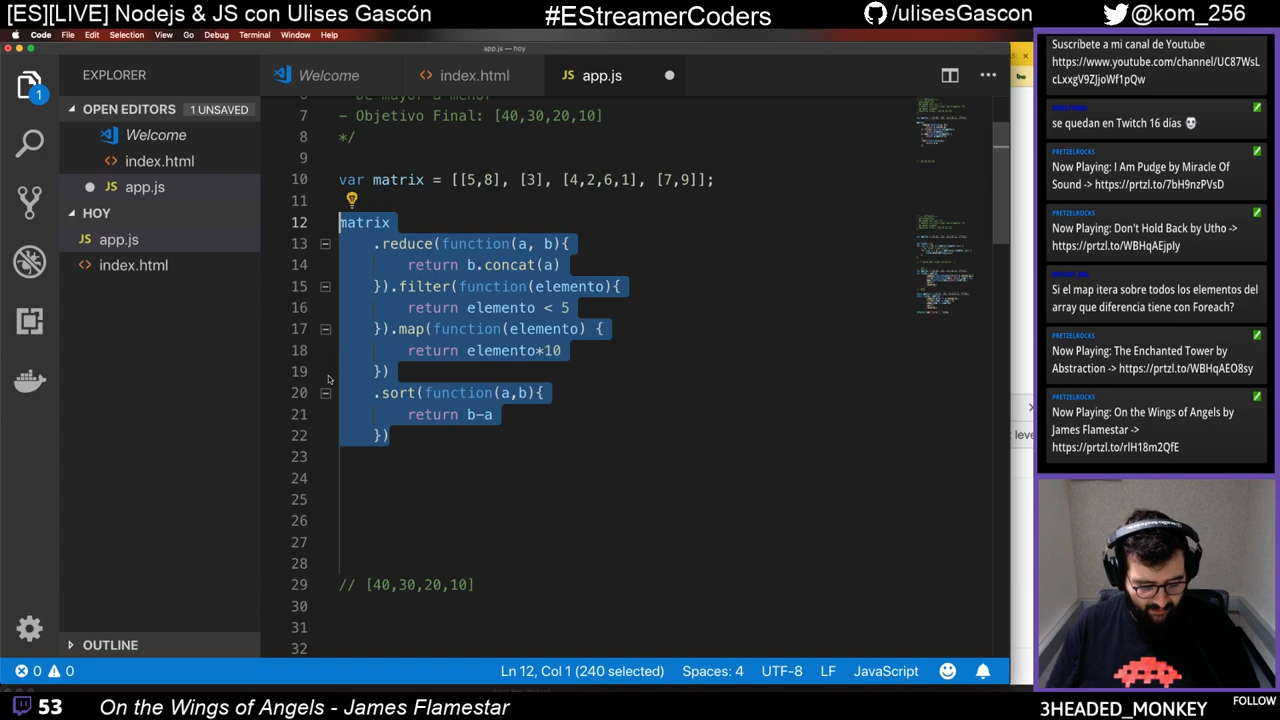 [ES][LIVE] Nodejs & JS con Ulises Gascón
#EStreamerCoders
/ulisesGascon
@kom_256
Code File Edit Selection View Go Debug Terminal Window Help
app.js — hoy
EXPLORER
OPEN EDITORS 1 UNSAVED
Welcome
index.html
app.js
HOY
app.js
index.html
OUTLINE
1
Welcome
index.html
app.js
7 - Objetivo Final: [40,30,20,10]
8 */
9
10 var matrix = [[5,8], [3], [4,2,6,1], [7,9]];
11
12 matrix
13 .reduce(function(a, b){
14 return b.concat(a)
15 }).filter(function(elemento){
16 return elemento < 5
17 }).map(function(elemento) {
18 return elemento*10
19 })
20 .sort(function(a,b){
21 return b-a
22 })
23
24
25
26
27
28
29 // [40,30,20,10]
30
31
32
0 0
Ln 12, Col 1 (240 selected) Spaces: 4 UTF-8 LF JavaScript
Suscríbete a mi canal de Youtube
https://www.youtube.com/channel/UC87WsL
cLxxgV9ZJjoWf1pQw
se quedan en Twitch 16 días
PRETZELROCKS
Now Playing: I Am Pudge by Miracle Of
Sound -> https://prtzl.to/7bH9nzPVsD
PRETZELROCKS
Now Playing: Don't Hold Back by Utho ->
https://prtzl.to/WBHqAEjply
Si el map itera sobre todos los elementos del
array que diferencia tiene con Foreach?
PRETZELROCKS
Now Playing: The Enchanted Tower by
Abstraction -> https://prtzl.to/WBHqAEO8sy
PRETZELROCKS
Now Playing: On the Wings of Angels by
James Flamestar ->
https://prtzl.to/rlH18m2QfE
53
On the Wings of Angels - James Flamestar
FOLLOW
3HEADED_MONKEY